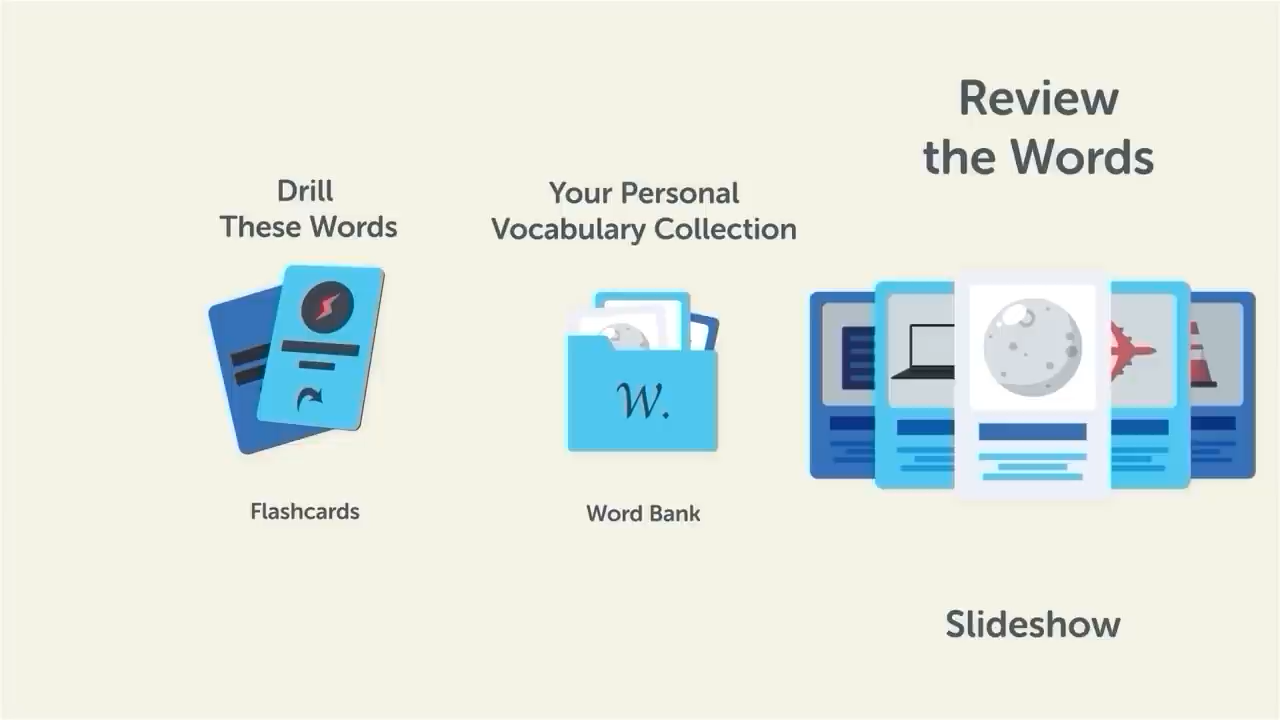 Drill
These Words
Flashcards
Your Personal
Vocabulary Collection
W.
Word Bank
Review
the Words
Slideshow